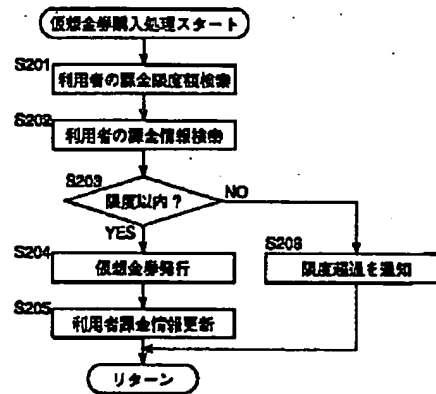 仮想金券購入処理スタート
S201
利用者の課金限度額検索
S202
利用者の課金情報検索
S203
限度以内？
NO
YES
S204
仮想金券発行
S208
限度超過を通知
S205
利用者課金情報更新
リターン